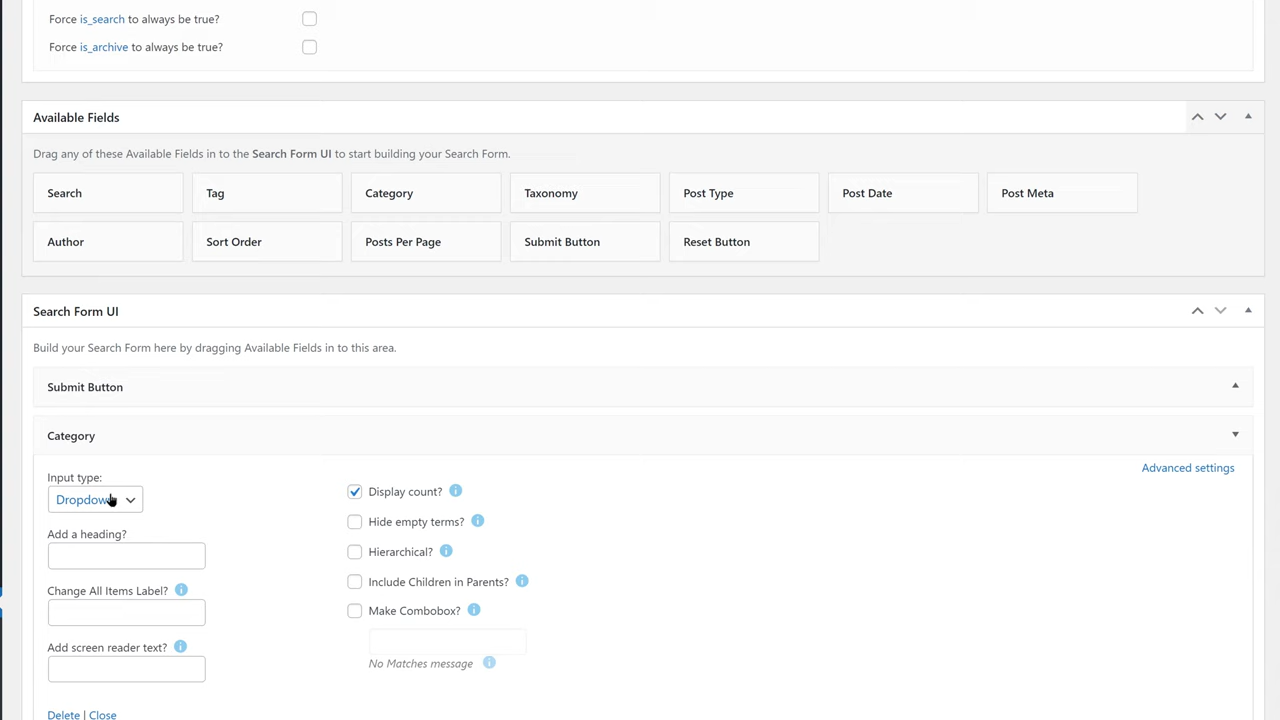 Force is_search to always be true?
Force is_archive to always be true?
Available Fields
Drag any of these Available Fields in to the Search Form UI to start building your Search Form.
Search Tag Category Taxonomy Post Type Post Date Post Meta
Author Sort Order Posts Per Page Submit Button Reset Button
Search Form UI
Build your Search Form here by dragging Available Fields in to this area.
Submit Button
Category
Advanced settings
Input type:
Dropdown
Add a heading?
Change All Items Label?
Add screen reader text?
Delete | Close
Display count?
Hide empty terms?
Hierarchical?
Include Children in Parents?
Make Combobox?
No Matches message